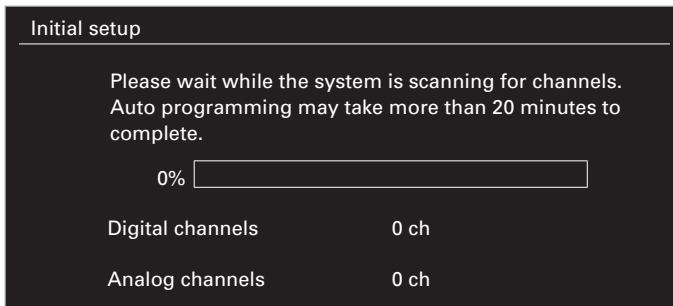 Initial setup
Please wait while the system is scanning for channels.
Auto programming may take more than 20 minutes to
complete.
0%
Digital channels 0 ch
Analog channels 0 ch